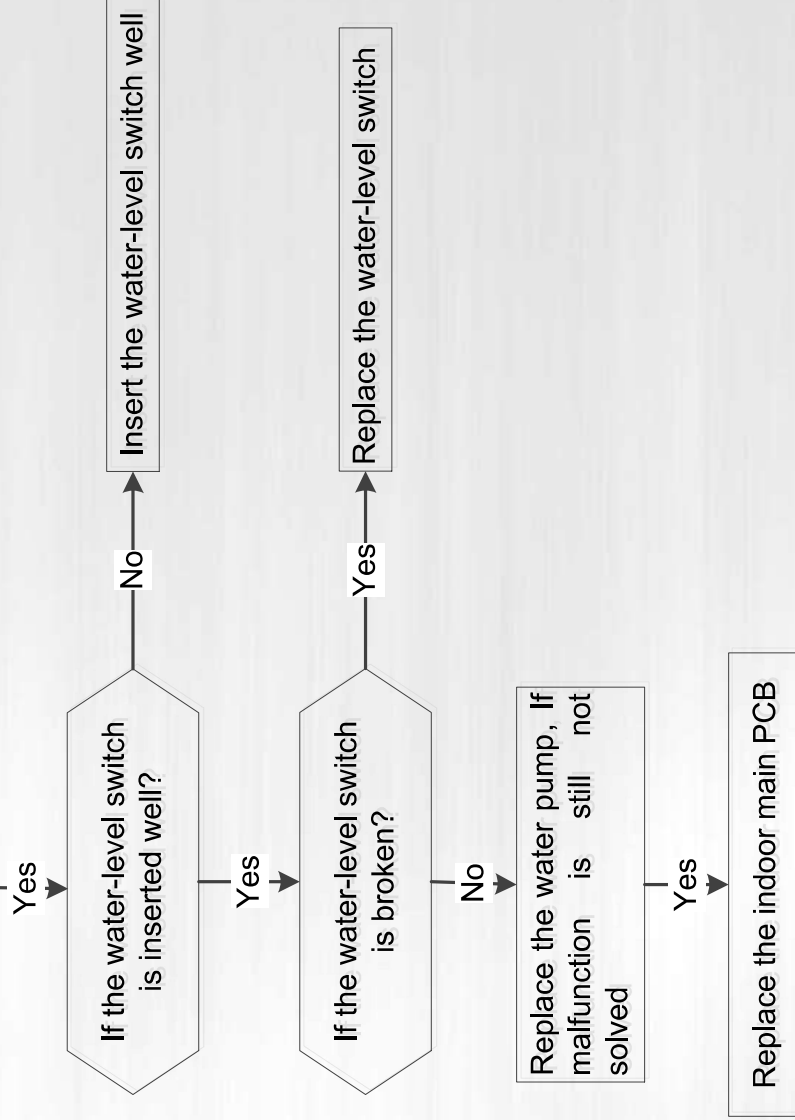 Yes
If the water-level switch
is inserted well?
No
Insert the water-level switch well
Yes
If the water-level switch
is broken?
Yes
Replace the water-level switch
No
Replace the water pump, If
malfunction is still not
solved
Yes
Replace the indoor main PCB